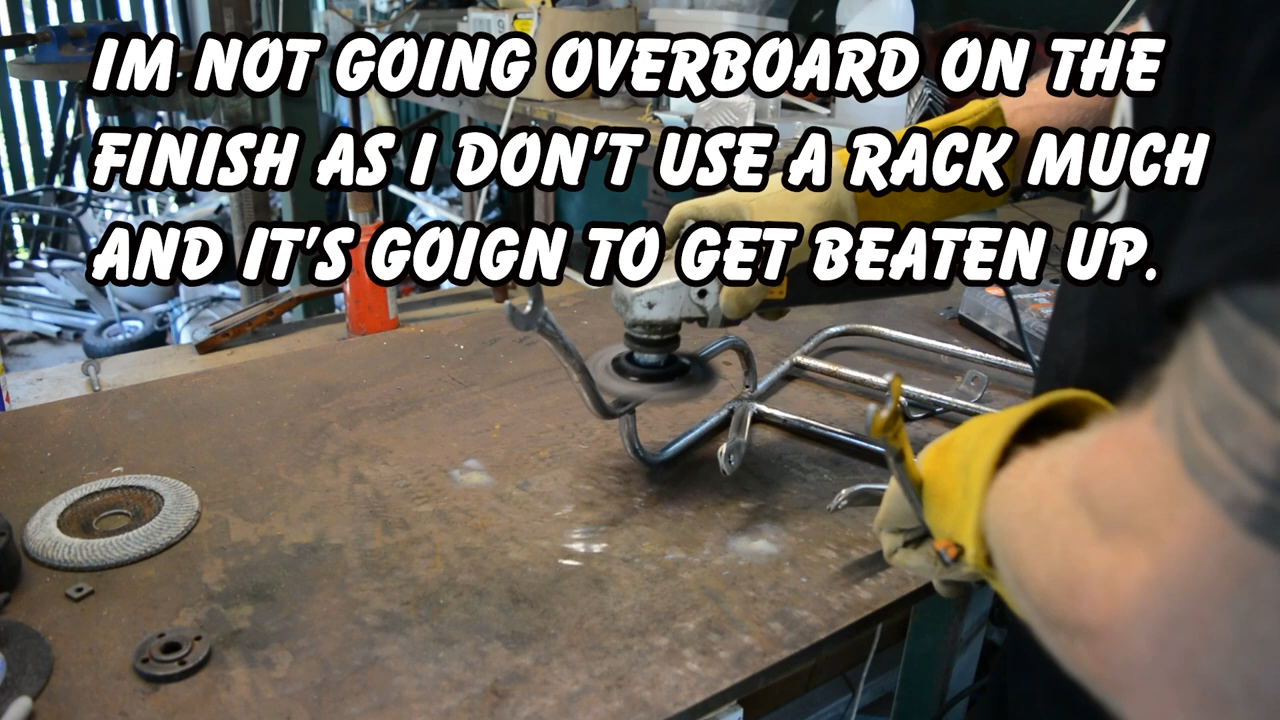 IM NOT GOING OVERBOARD ON THE
FINISH AS I DON'T USE A RACK MUCH
AND IT'S GOIGN TO GET BEATEN UP.